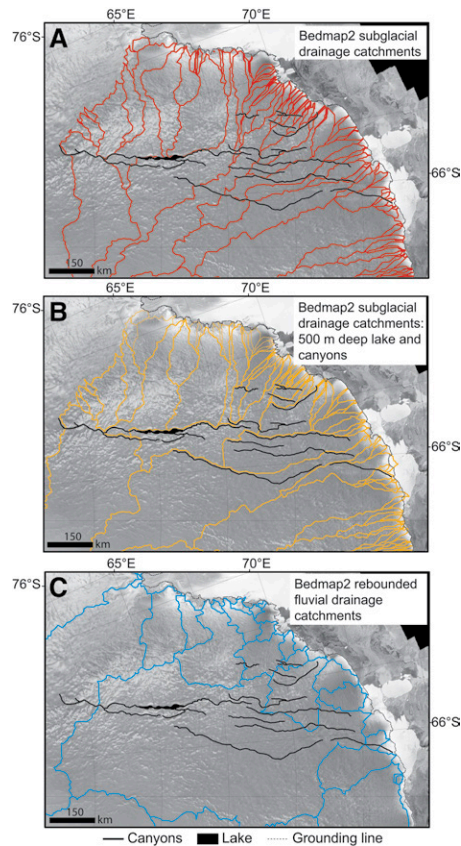 65°E 70°E
76°S
A
Bedmap2 subglacial
drainage catchments
66°S
150 km
65°E 70°E
76°S
B
Bedmap2 subglacial
drainage catchments:
500 m deep lake and
canyons
66°S
150 km
65°E 70°E
76°S
C
Bedmap2 rebounded
fluvial drainage
catchments
66°S
150 km
Canyons Lake Grounding line